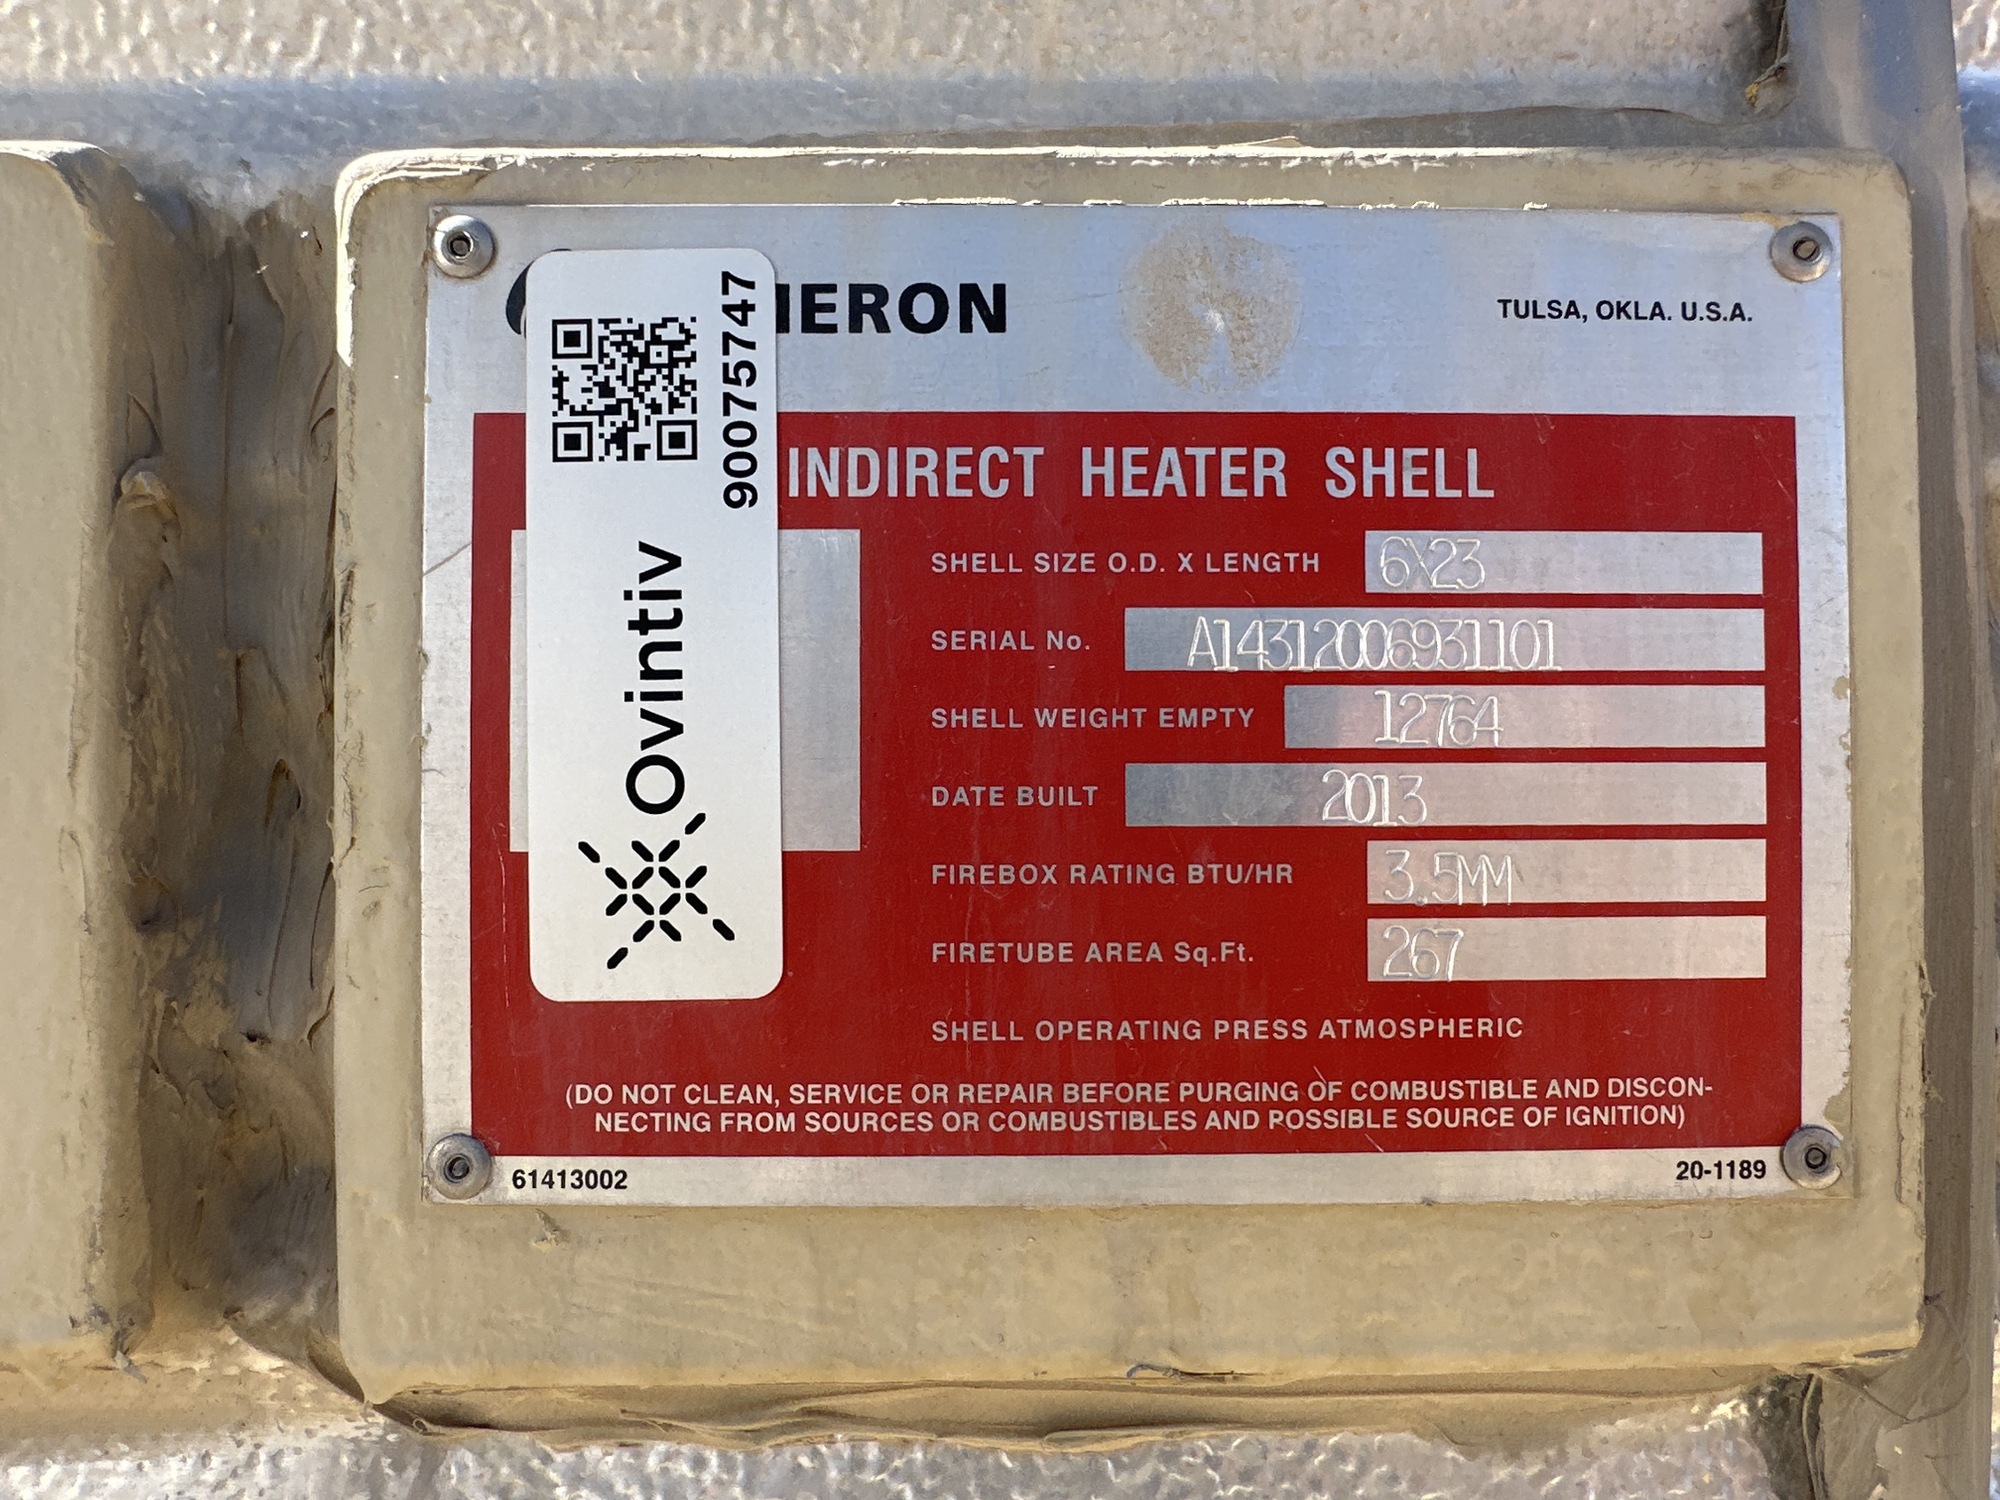 MERON
TULSA, OKLA. U.S.A.
90075747
Ovintiv
INDIRECT HEATER SHELL
SHELL SIZE O.D. X LENGTH 6X23
SERIAL No. A14312006931101
SHELL WEIGHT EMPTY 12764
DATE BUILT 2013
FIREBOX RATING BTU/HR 3.5MM
FIRETUBE AREA Sq.Ft. 267
SHELL OPERATING PRESS ATMOSPHERIC
(DO NOT CLEAN, SERVICE OR REPAIR BEFORE PURGING OF COMBUSTIBLE AND DISCON-
NECTING FROM SOURCES OR COMBUSTIBLES AND POSSIBLE SOURCE OF IGNITION)
61413002
20-1189